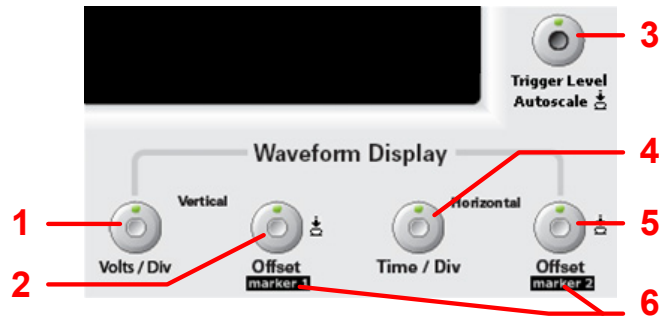 3
Trigger Level
Autoscale
Waveform Display
4
Vertical
Horizontal
1
5
2
Volts / Div
Offset
Time / Div
Offset
marker 1
marker 2
6